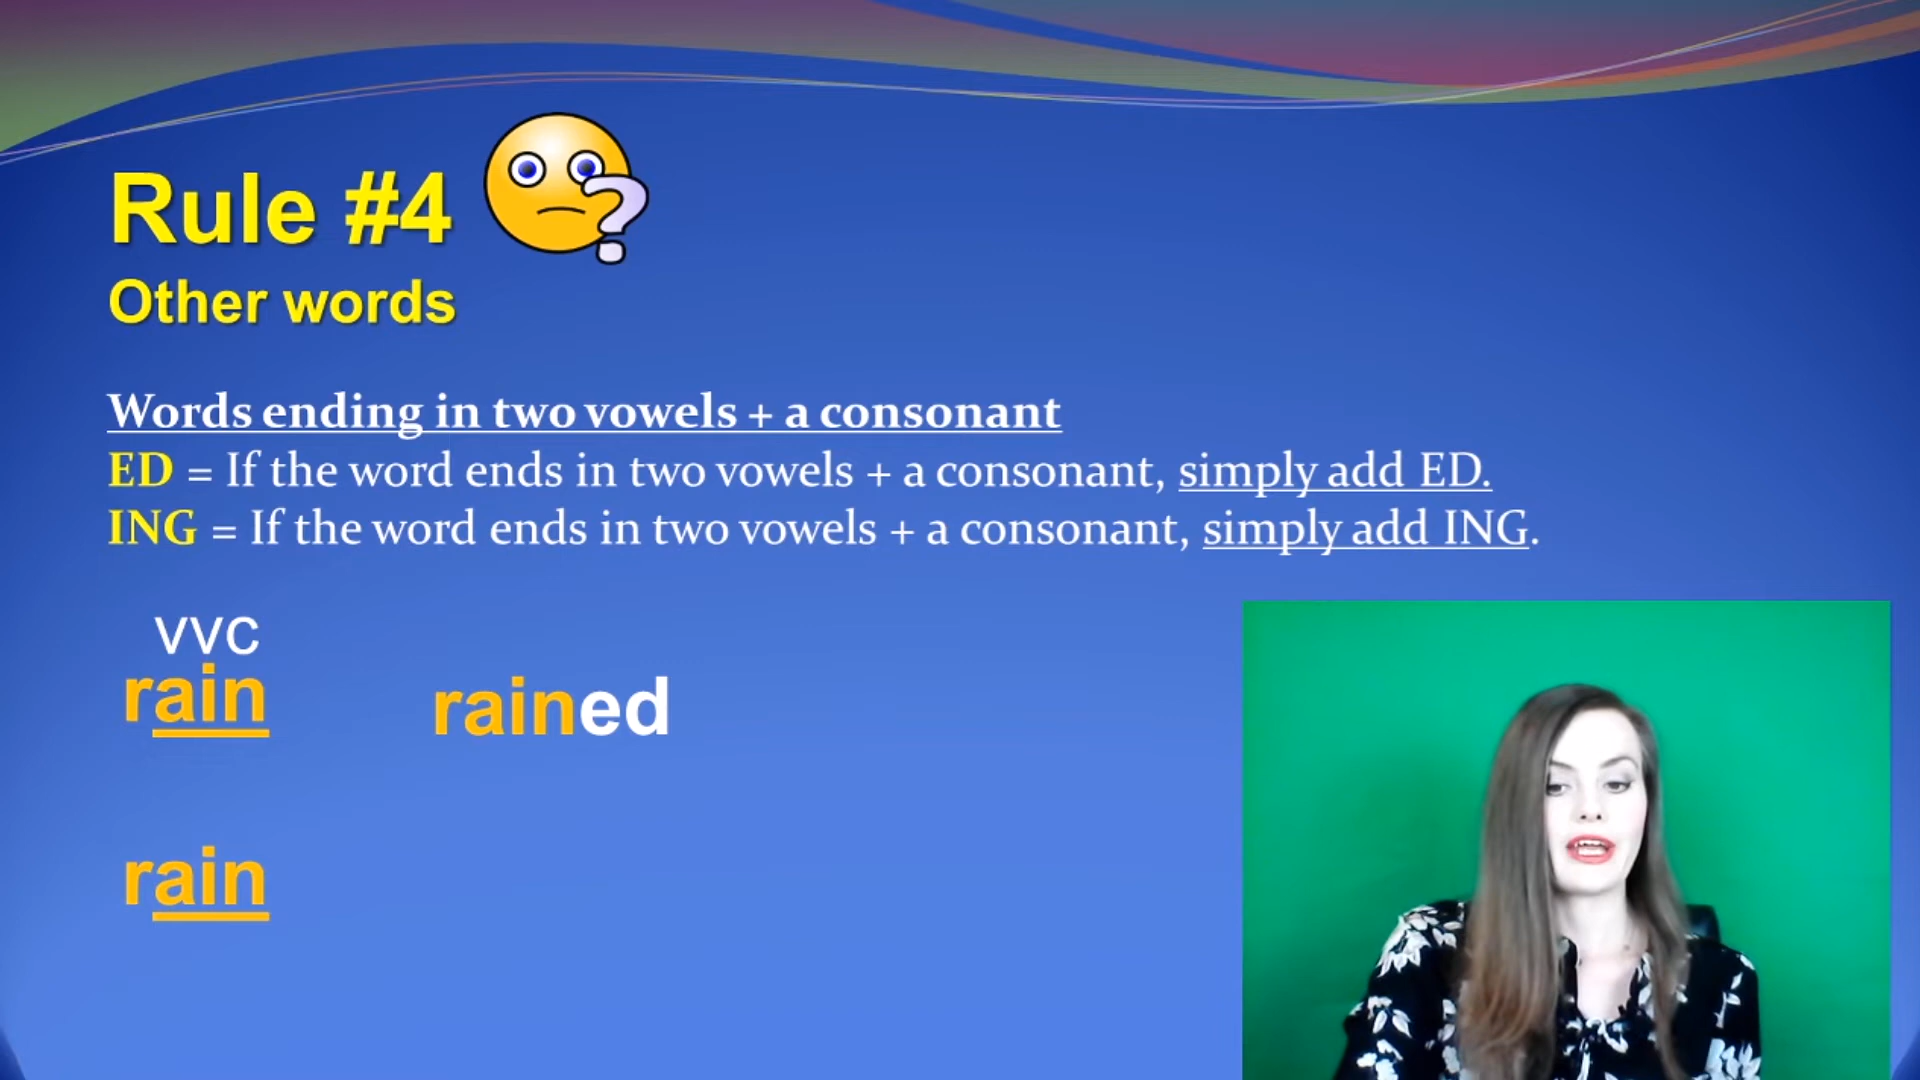 Rule #4
?
Other words
Words ending in two vowels + a consonant
ED = If the word ends in two vowels + a consonant, simply add ED.
ING = If the word ends in two vowels + a consonant, simply add ING.
vvc
rain rained
rain